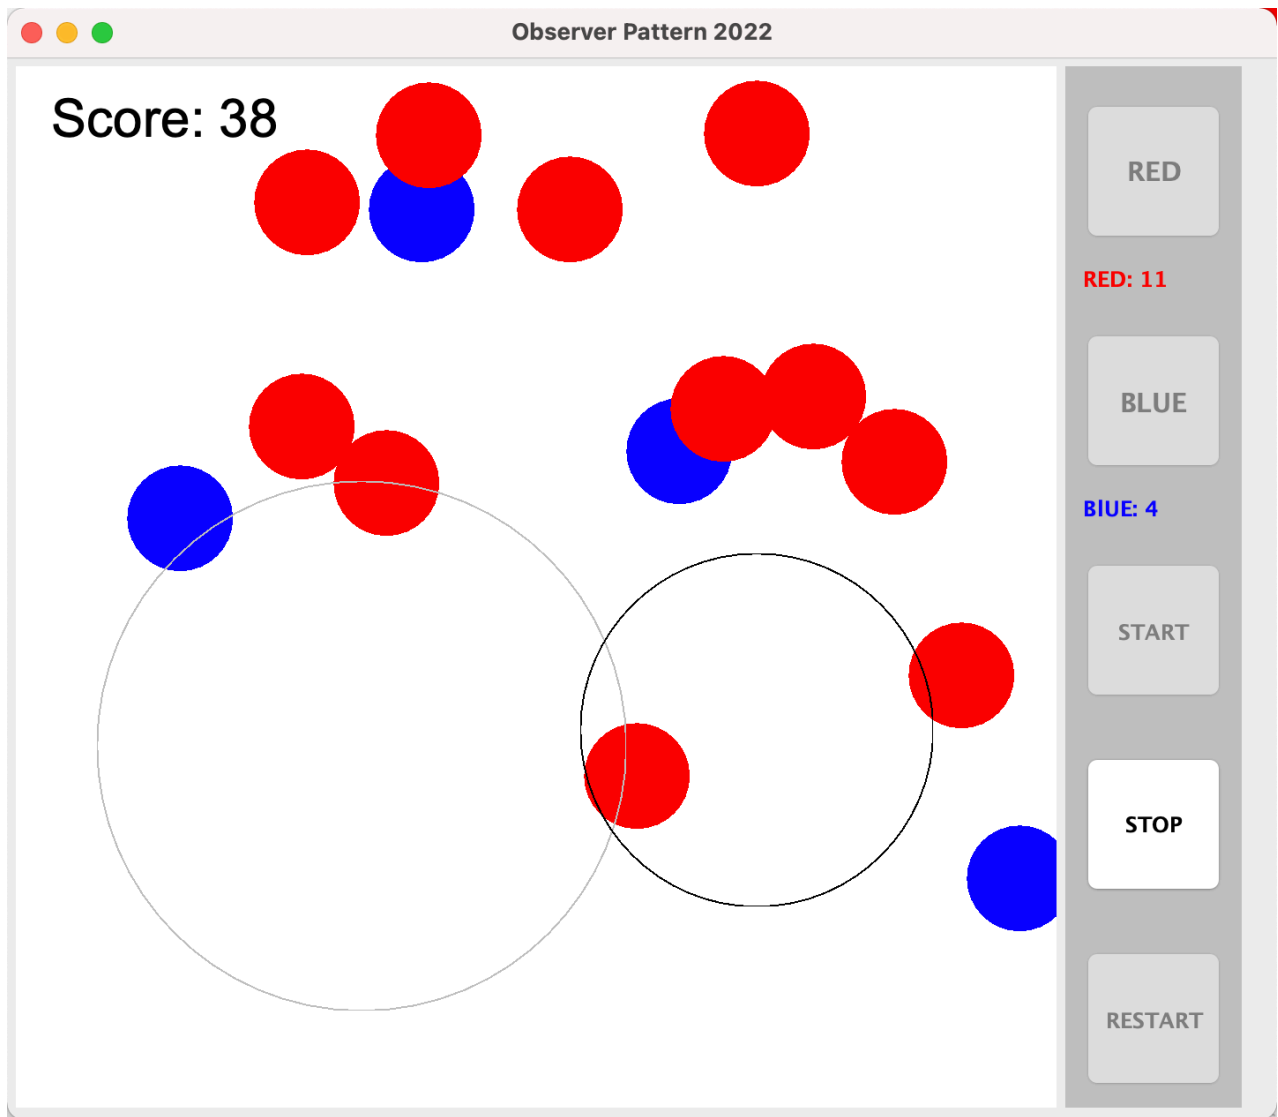 Observer Pattern 2022
Score: 38
RED
RED: 11
BLUE
BlUE: 4
START
STOP
RESTART